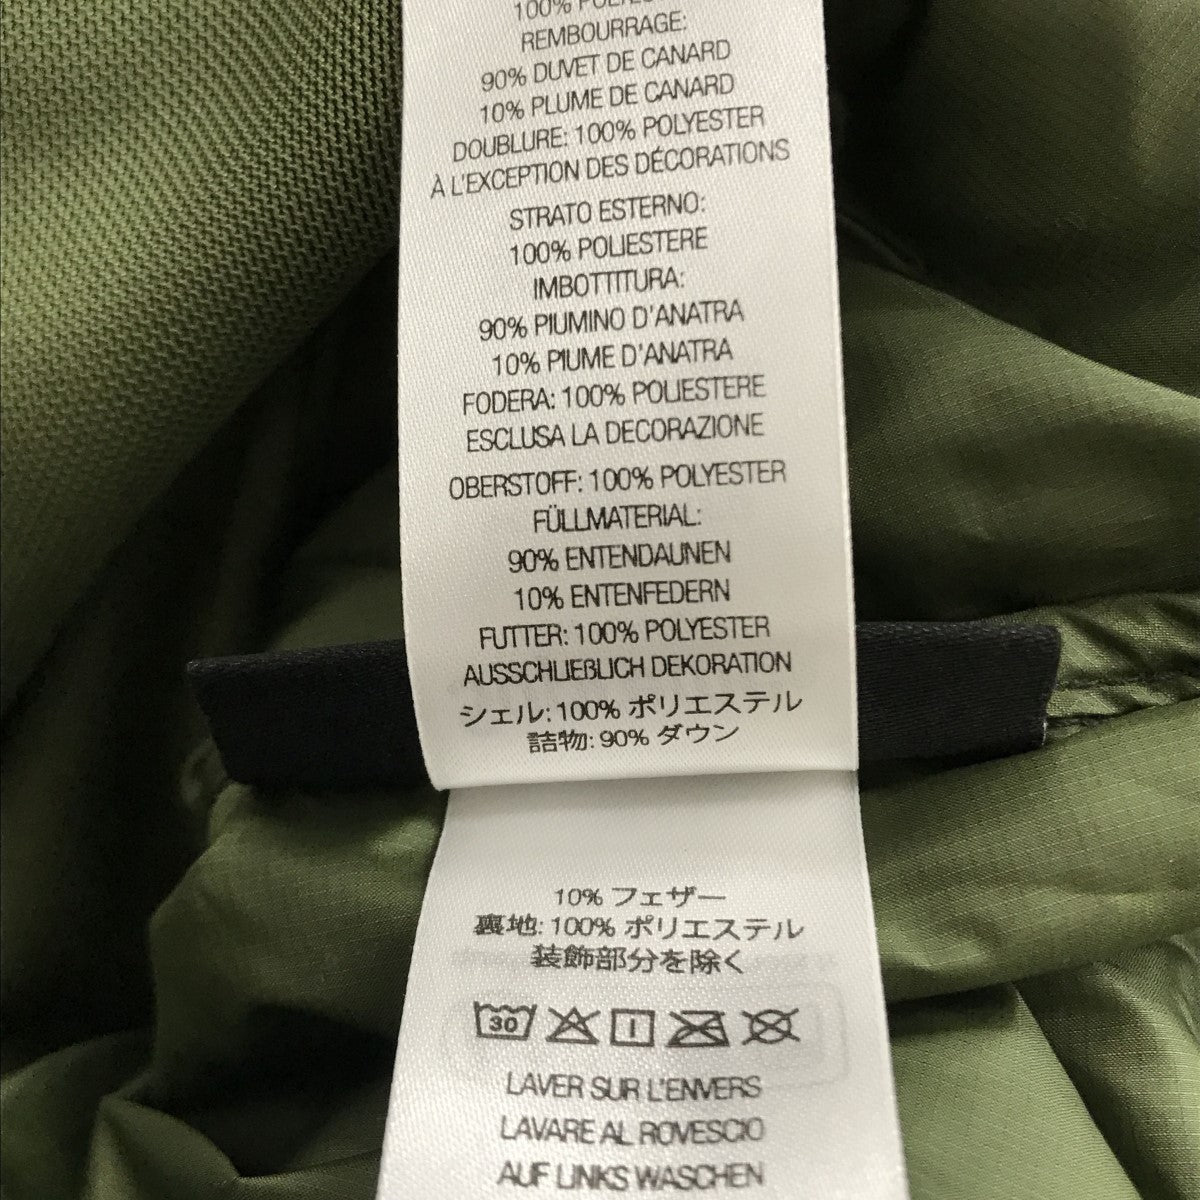 100% POLYES
REMBOURRAGE:
90% DUVET DE CANARD
10% PLUME DE CANARD
DOUBLURE: 100% POLYESTER
À L'EXCEPTION DES DÉCORATIONS
STRATO ESTERNO:
100% POLIESTERE
IMBOTTITURA:
90% PIUMINO D'ANATRA
10% PIUME D'ANATRA
FODERA: 100% POLIESTERE
ESCLUSA LA DECORAZIONE
OBERSTOFF: 100% POLYESTER
FÜLLMATERIAL:
90% ENTENDAUNEN
10% ENTENFEDERN
FUTTER: 100% POLYESTER
AUSSCHLIEßLICH DEKORATION
シェル: 100% ポリエステル
詰物: 90% ダウン
10% フェザー
裏地: 100% ポリエステル
装飾部分を除く
30
LAVER SUR L'ENVERS
LAVARE AL ROVESCIO
AUF LINKS WASCHEN